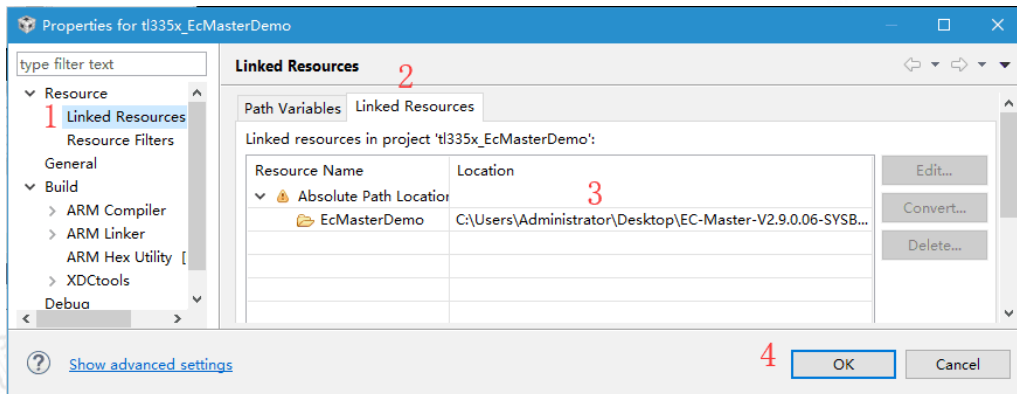 Properties for tl335x_EcMasterDemo
type filter text
Linked Resources
2
Resource
1
Linked Resources
Resource Filters
General
Build
ARM Compiler
ARM Linker
ARM Hex Utility [
XDCtools
Debug
Path Variables
Linked Resources
Linked resources in project 'tl335x_EcMasterDemo':
Resource Name
Location
3
Absolute Path Location
EcMasterDemo
C:\Users\Administrator\Desktop\EC-Master-V2.9.0.06-SYSB...
Edit...
Convert...
Delete...
?
Show advanced settings
4
OK
Cancel